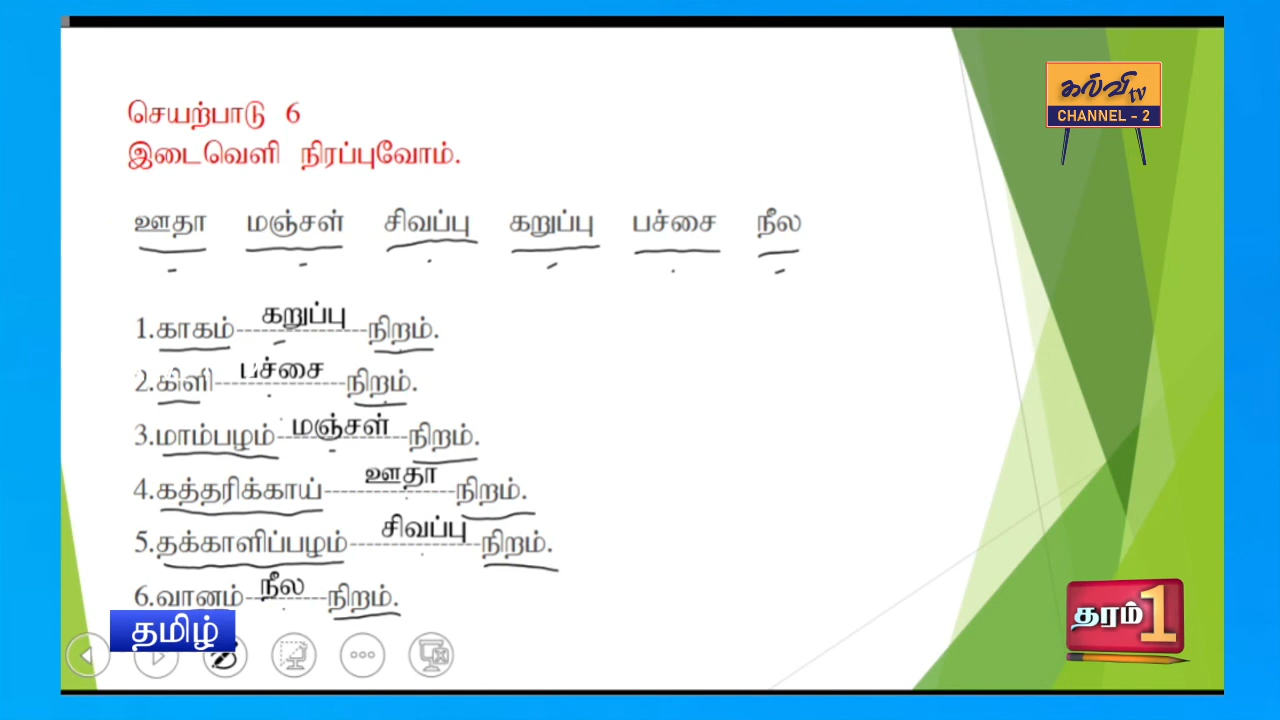 கல்வி tv
CHANNEL - 2
செயற்பாடு 6
இடைவெளி நிரப்புவோம்.
ஊதா மஞ்சள் சிவப்பு கறுப்பு பச்சை நீல
1.காகம்---கறுப்பு---நிறம்.
2.கிளி---பச்சை---நிறம்.
3.மாம்பழம்---மஞ்சள்---நிறம்.
4.கத்தரிக்காய்---ஊதா---நிறம்.
5.தக்காளிப்பழம்---சிவப்பு---நிறம்.
6.வானம்---நீல---நிறம்.
தமிழ்
தரம் 1